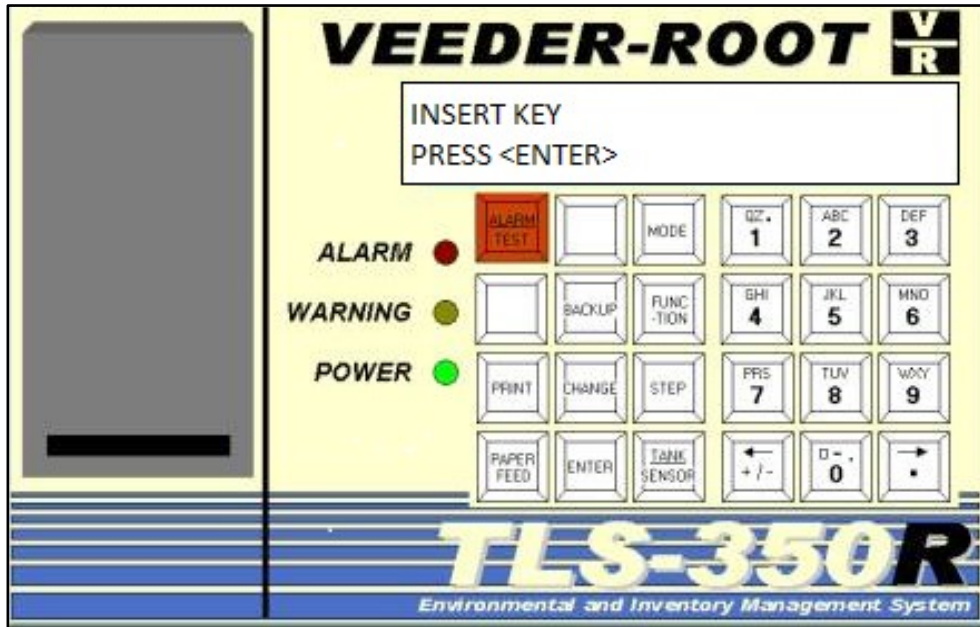 VEEDER-ROOT
V
R
INSERT KEY
PRESS <ENTER>
ALARM
WARNING
POWER
ALARM
TEST
MODE
QZ.
1
ABC
2
DEF
3
BACKUP
FUNC
-TION
GHI
4
JKL
5
MNO
6
PRINT
CHANGE
STEP
PRS
7
TUV
8
WXY
9
PAPER
FEED
ENTER
TANK
SENSOR
←
+/-
0-,
0
→
.
TLS-350R
Environmental and Inventory Management System